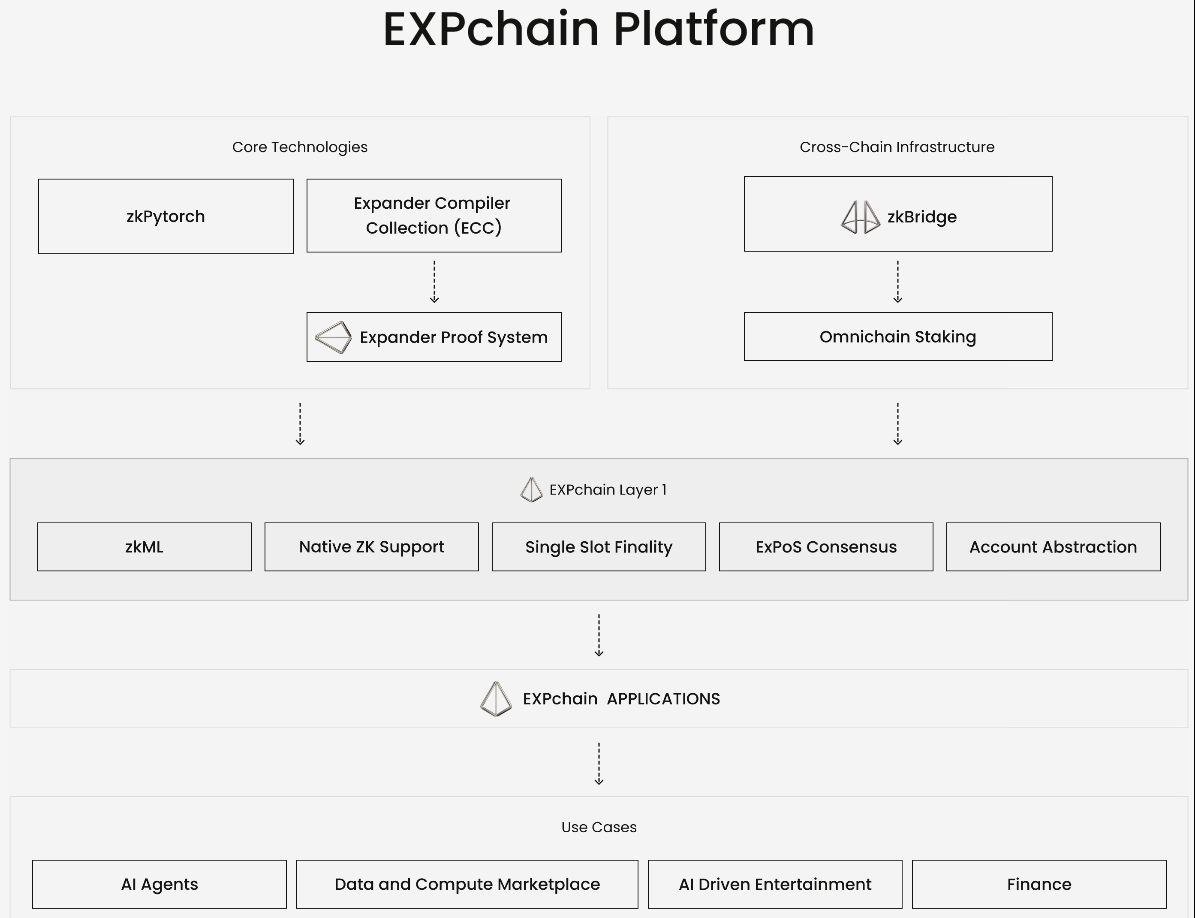 EXPchain Platform
Core Technologies
zkPytorch
Expander Compiler
Collection (ECC)
Expander Proof System
Cross-Chain Infrastructure
zkBridge
Omnichain Staking
EXPchain Layer 1
zkML
Native ZK Support
Single Slot Finality
ExPoS Consensus
Account Abstraction
EXPchain APPLICATIONS
Use Cases
AI Agents
Data and Compute Marketplace
AI Driven Entertainment
Finance